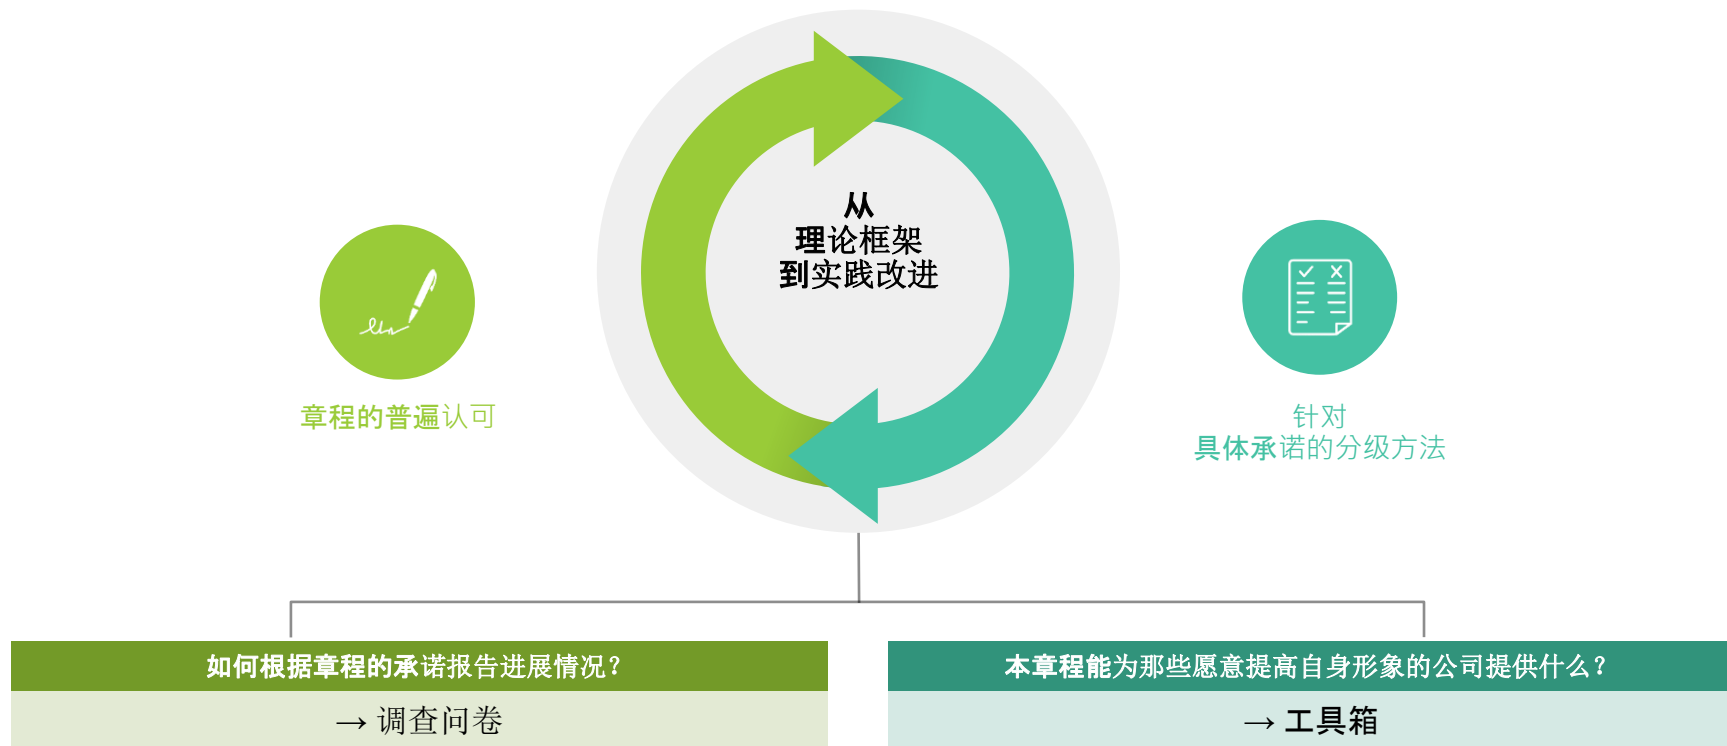 从
理论框架
到实践改进
章程的普遍认可
针对
具体承诺的分级方法
如何根据章程的承诺报告进展情况?
→ 调查问卷
本章程能为那些愿意提高自身形象的公司提供什么?
→ 工具箱